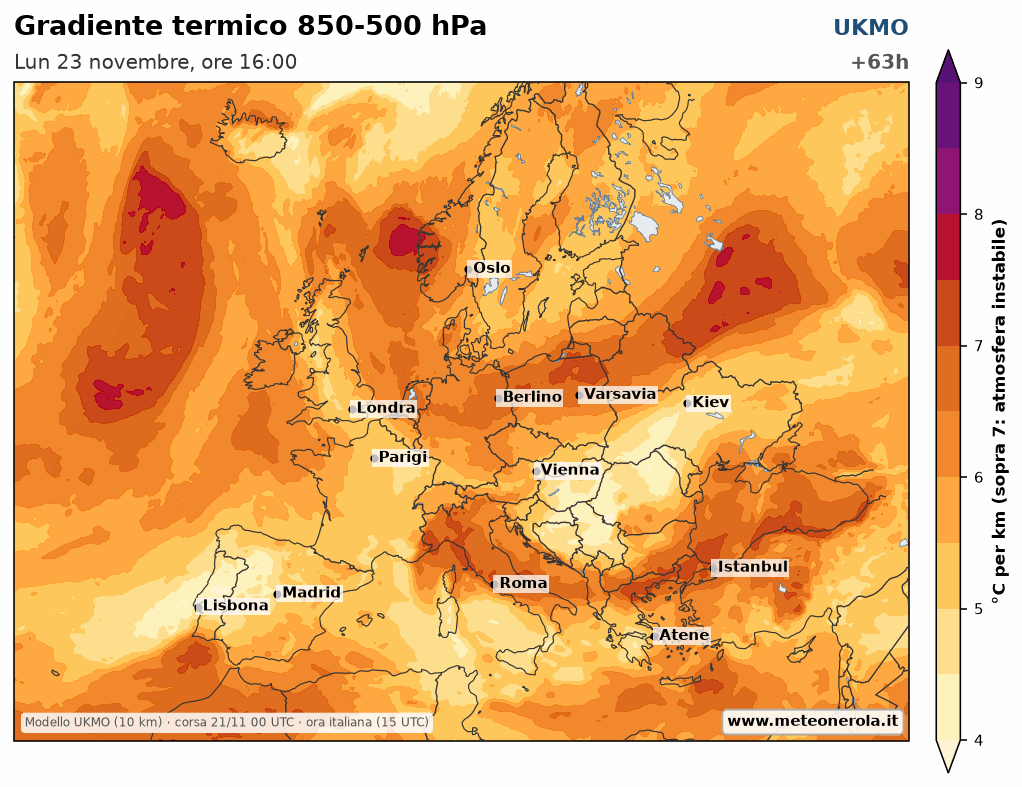 Gradiente termico 850-500 hPa
UKMO
Lun 23 novembre, ore 16:00
+63h
Oslo
Londra
Berlino
Varsavia
Kiev
Parigi
Vienna
Roma
Istanbul
Madrid
Lisbona
Atene
Modello UKMO (10 km) · corsa 21/11 00 UTC · ora italiana (15 UTC)
www.meteonerola.it
9
8
7
6
5
4
°C per km (sopra 7: atmosfera instabile)